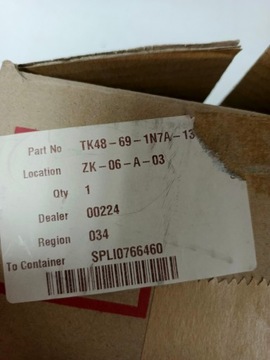 Part No TK48-69-1N7A-13
Location ZK-06-A-03
Qty 1
Dealer 00224
Region 034
To Container SPLI0766460